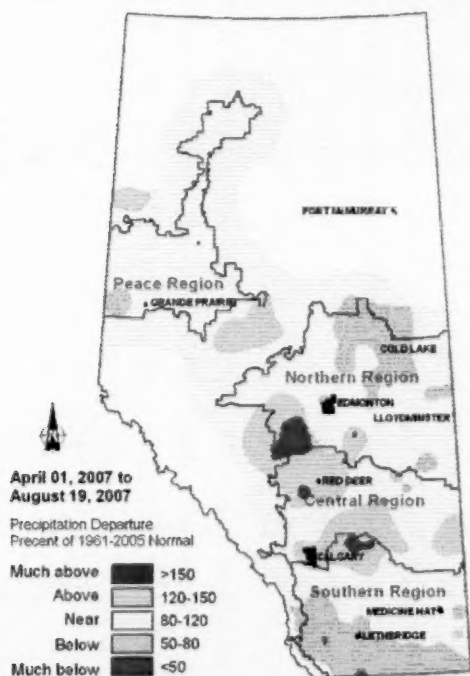 FORT McMURRAY
Peace Region
GRANDE PRAIRIE
COLD LAKE
Northern Region
EDMONTON
LLOYDMINSTER
N
April 01, 2007 to
August 19, 2007
RED DEER
Central Region
Precipitation Departure
Precent of 1961-2005 Normal
CALGARY
Much above >150
Above 120-150
Southern Region
Near 80-120
MEDICINE HAT
Below 50-80
LETHBRIDGE
Much below <50